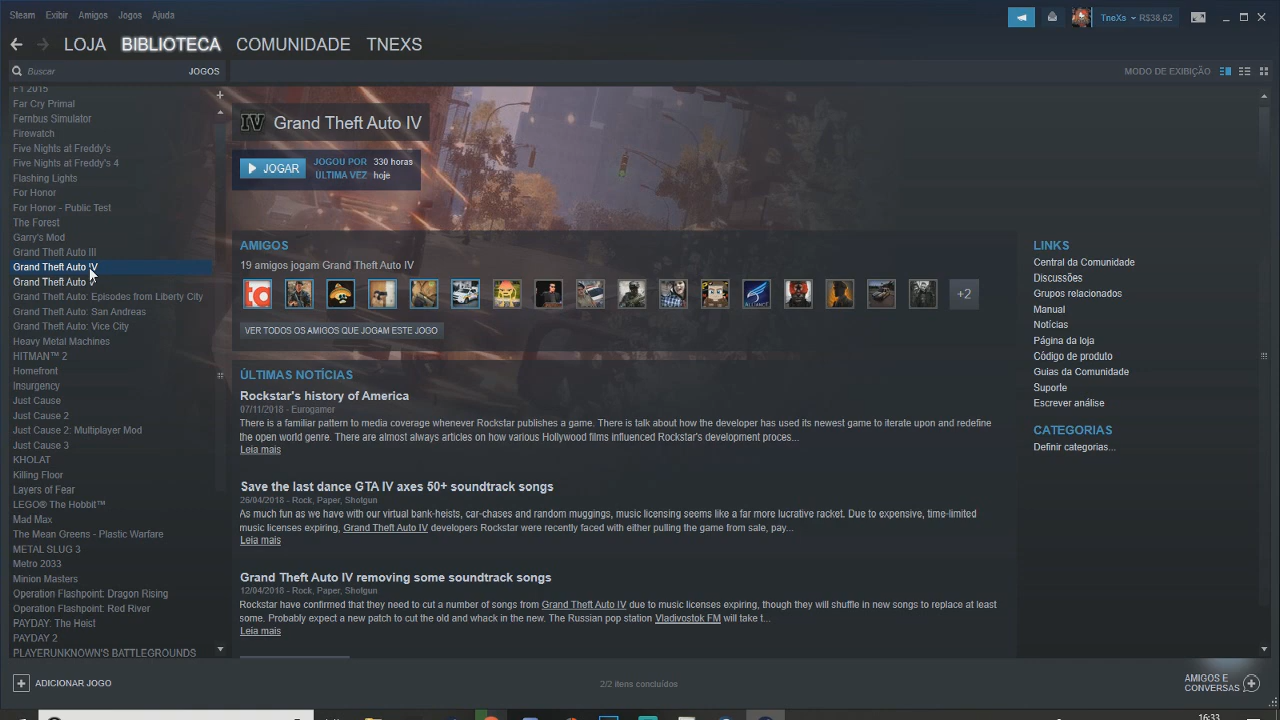 Steam Exibir Amigos Jogos Ajuda
TneXs R$38,62
LOJA BIBLIOTECA COMUNIDADE TNEXS
Buscar JOGOS
MODO DE EXIBIÇÃO
F1 2015
Far Cry Primal
Fernbus Simulator
Firewatch
Five Nights at Freddy's
Five Nights at Freddy's 4
Flashing Lights
For Honor
For Honor - Public Test
The Forest
Garry's Mod
Grand Theft Auto III
Grand Theft Auto IV
Grand Theft Auto V
Grand Theft Auto: Episodes from Liberty City
Grand Theft Auto: San Andreas
Grand Theft Auto: Vice City
Heavy Metal Machines
HITMAN™ 2
Homefront
Insurgency
Just Cause
Just Cause 2
Just Cause 2: Multiplayer Mod
Just Cause 3
KHOLAT
Killing Floor
Layers of Fear
LEGO® The Hobbit™
Mad Max
The Mean Greens - Plastic Warfare
METAL SLUG 3
Metro 2033
Minion Masters
Operation Flashpoint: Dragon Rising
Operation Flashpoint: Red River
PAYDAY: The Heist
PAYDAY 2
PLAYERUNKNOWN'S BATTLEGROUNDS
IV Grand Theft Auto IV
JOGAR
JOGOU POR 330 horas
ÚLTIMA VEZ hoje
AMIGOS
19 amigos jogam Grand Theft Auto IV
+2
VER TODOS OS AMIGOS QUE JOGAM ESTE JOGO
ÚLTIMAS NOTÍCIAS
Rockstar's history of America
07/11/2018 - Eurogamer
There is a familiar pattern to media coverage whenever Rockstar publishes a game. There is talk about how the developer has used its newest game to iterate upon and redefine
the open world genre. There are almost always articles on how various Hollywood films influenced Rockstar's development proces...
Leia mais
Save the last dance GTA IV axes 50+ soundtrack songs
26/04/2018 - Rock, Paper, Shotgun
As much fun as we have with our virtual bank-heists, car-chases and random muggings, music licensing seems like a far more lucrative racket. Due to expensive, time-limited
music licenses expiring, Grand Theft Auto IV developers Rockstar were recently faced with either pulling the game from sale, pay...
Leia mais
Grand Theft Auto IV removing some soundtrack songs
12/04/2018 - Rock, Paper, Shotgun
Rockstar have confirmed that they need to cut a number of songs from Grand Theft Auto IV due to music licenses expiring, though they will shuffle in new songs to replace at least
some. Probably expect a new patch to cut the old and whack in the new. The Russian pop station Vladivostok FM will take t...
Leia mais
LINKS
Central da Comunidade
Discussões
Grupos relacionados
Manual
Notícias
Página da loja
Código de produto
Guias da Comunidade
Suporte
Escrever análise
CATEGORIAS
Definir categorias...
ADICIONAR JOGO
2/2 itens concluídos
AMIGOS E
CONVERSAS
16:33